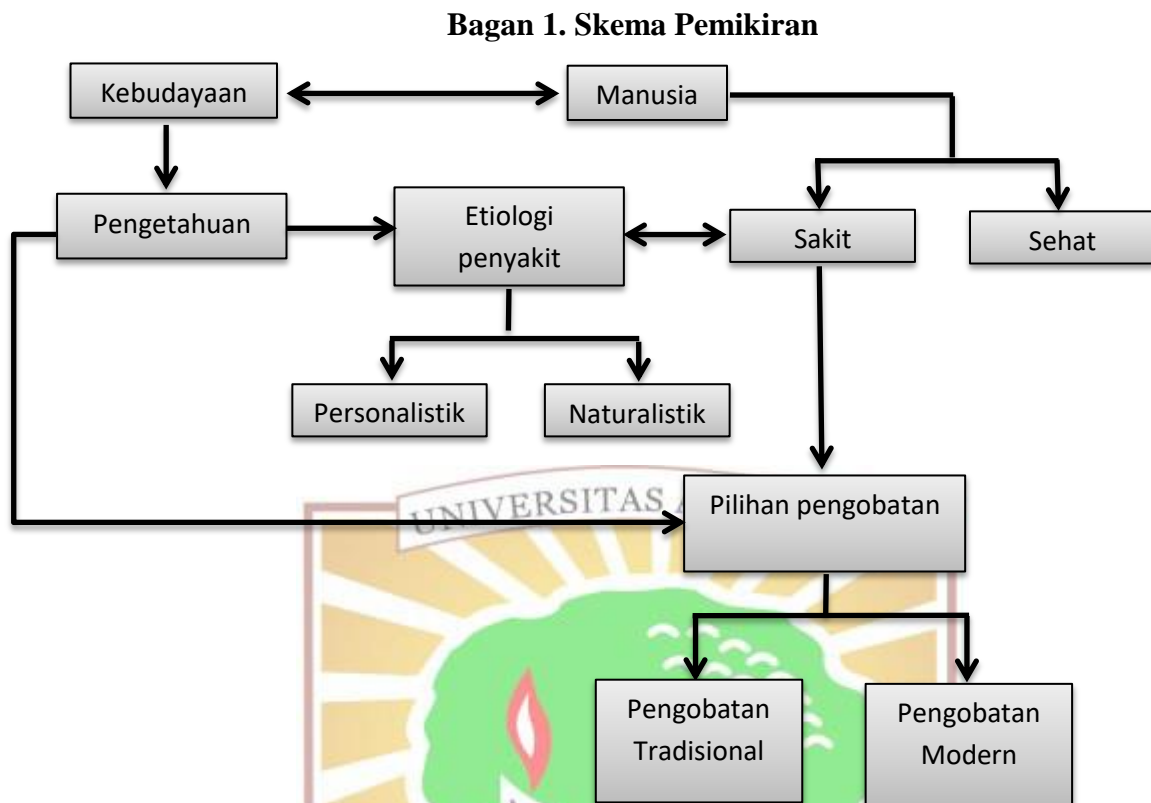 Bagan 1. Skema Pemikiran
Kebudayaan
Manusia
Pengetahuan
Etiologi
penyakit
Sakit
Sehat
Personalistik
Naturalistik
Pilihan pengobatan
UNIVERSITAS
Pengobatan
Tradisional
Pengobatan
Modern